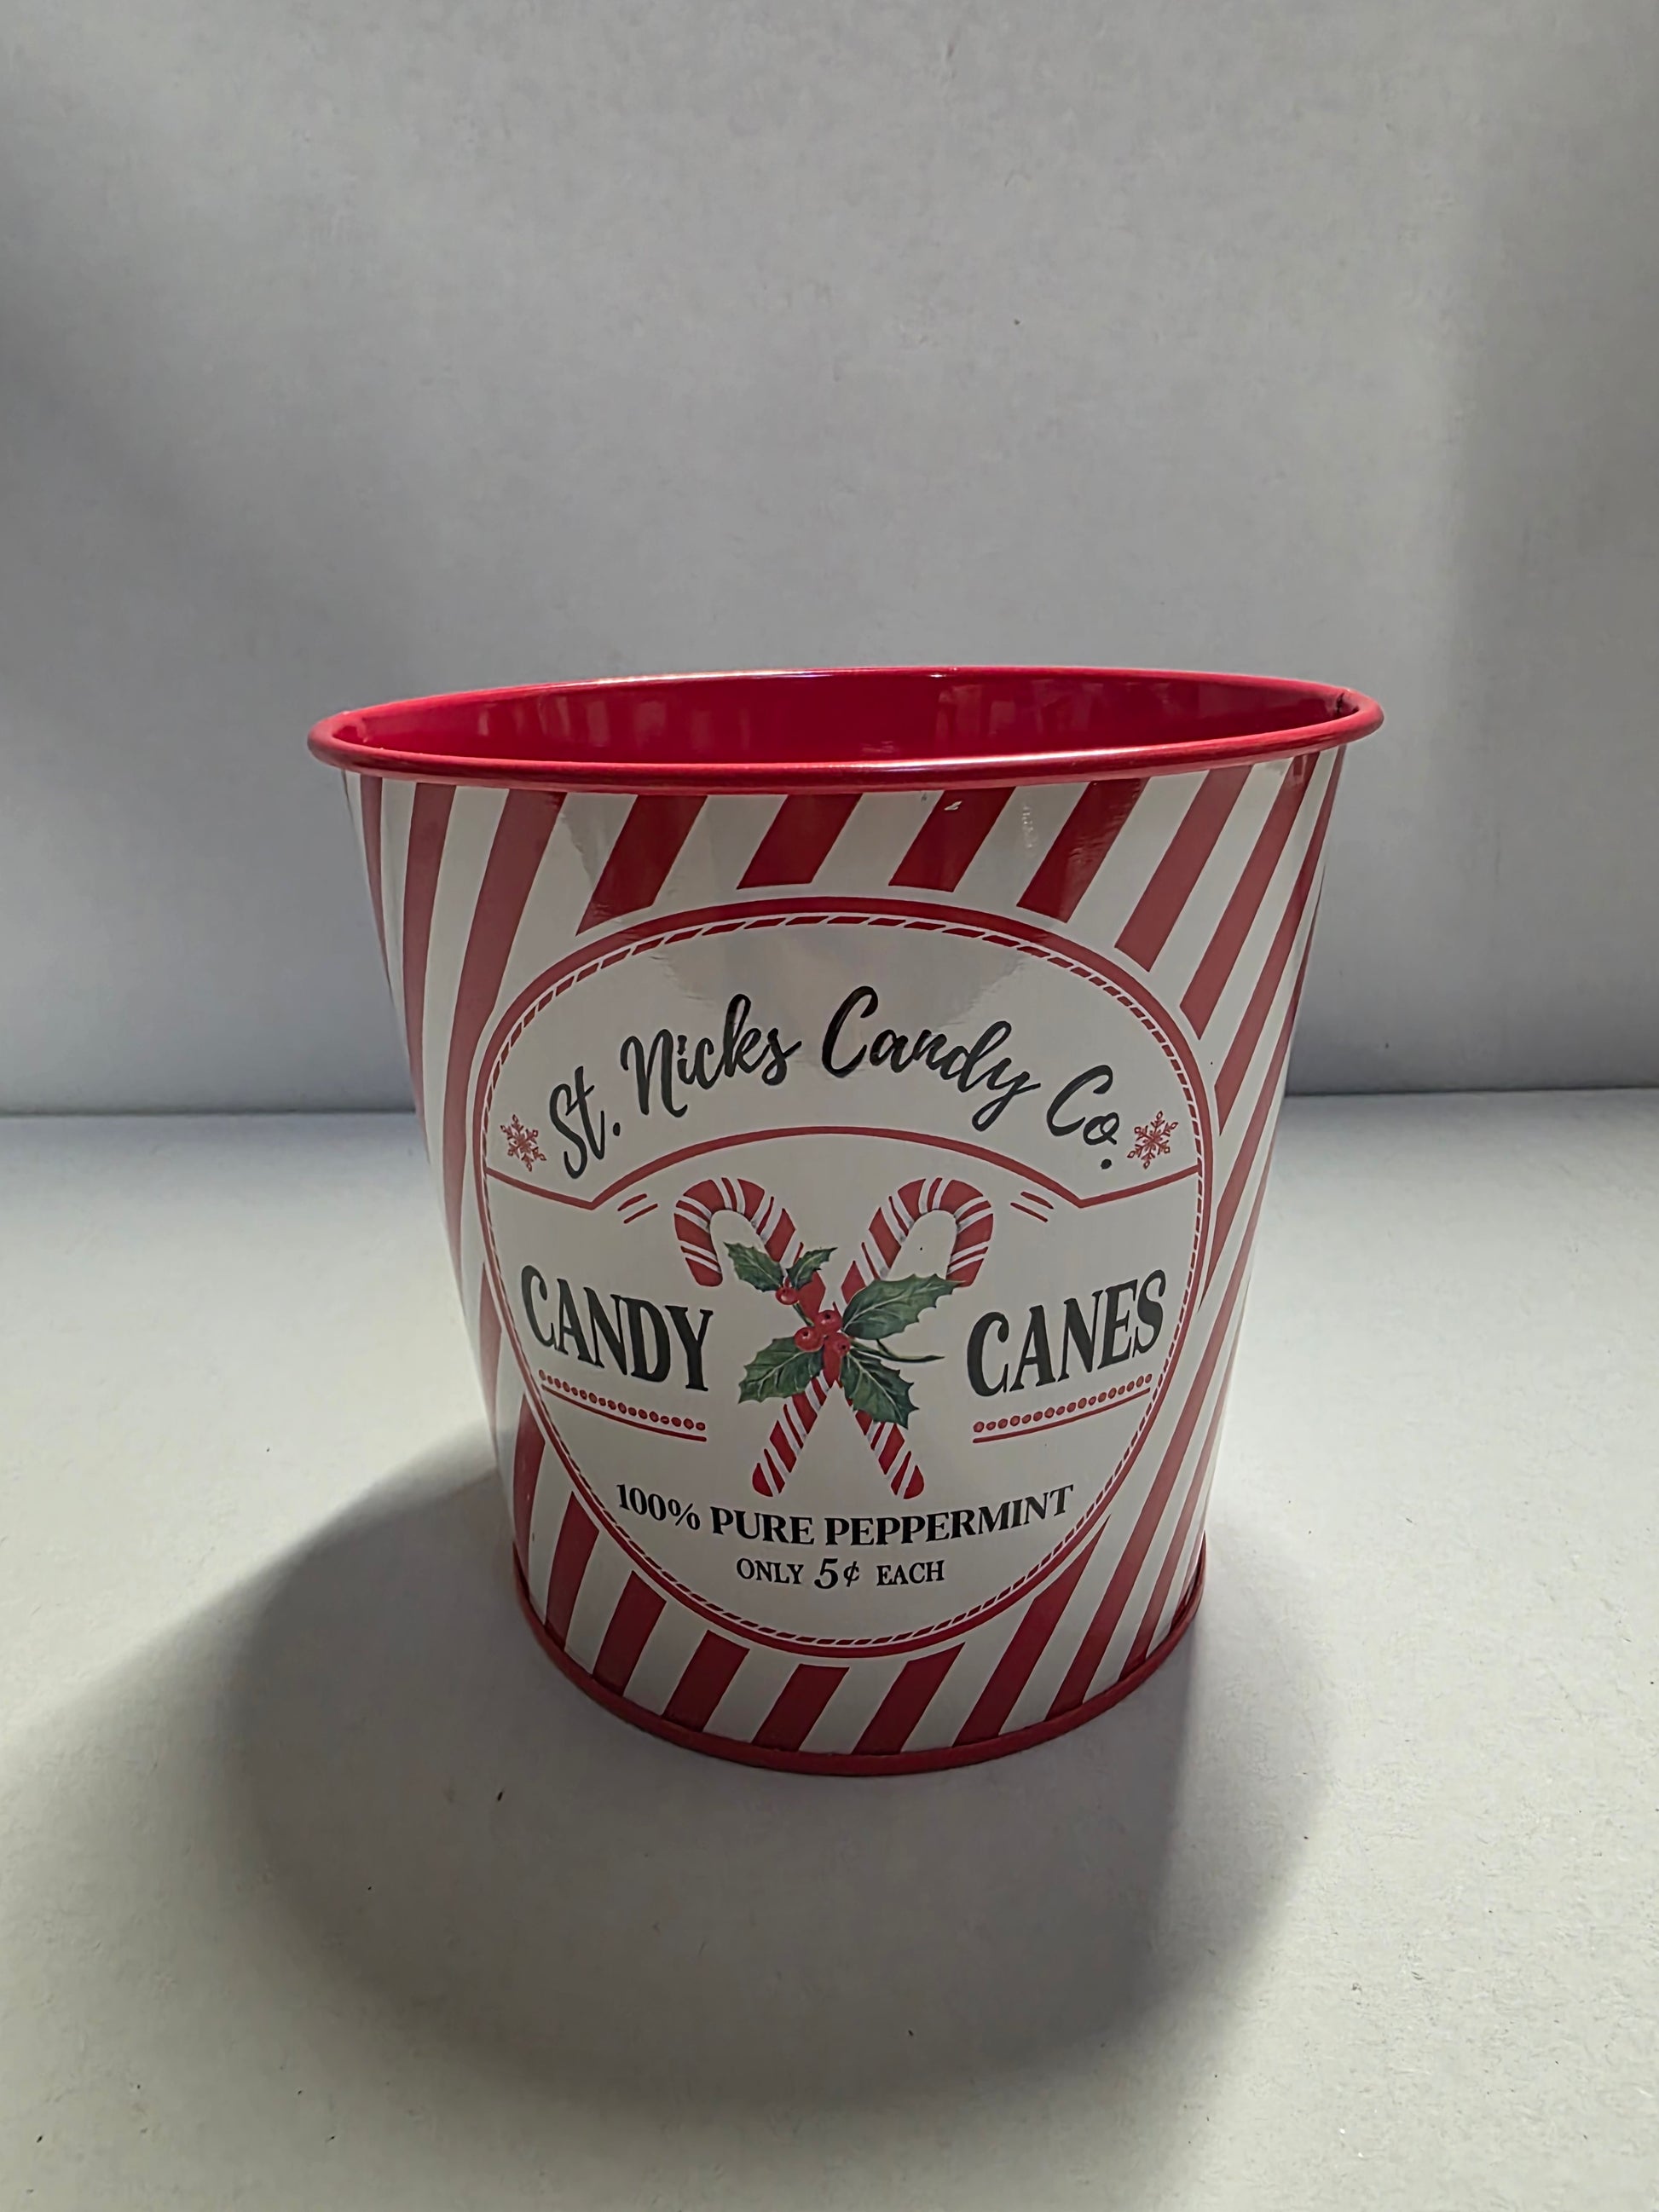 St. Nicks Candy Co.
CANDY CANES
100% PURE PEPPERMINT
ONLY 5¢ EACH